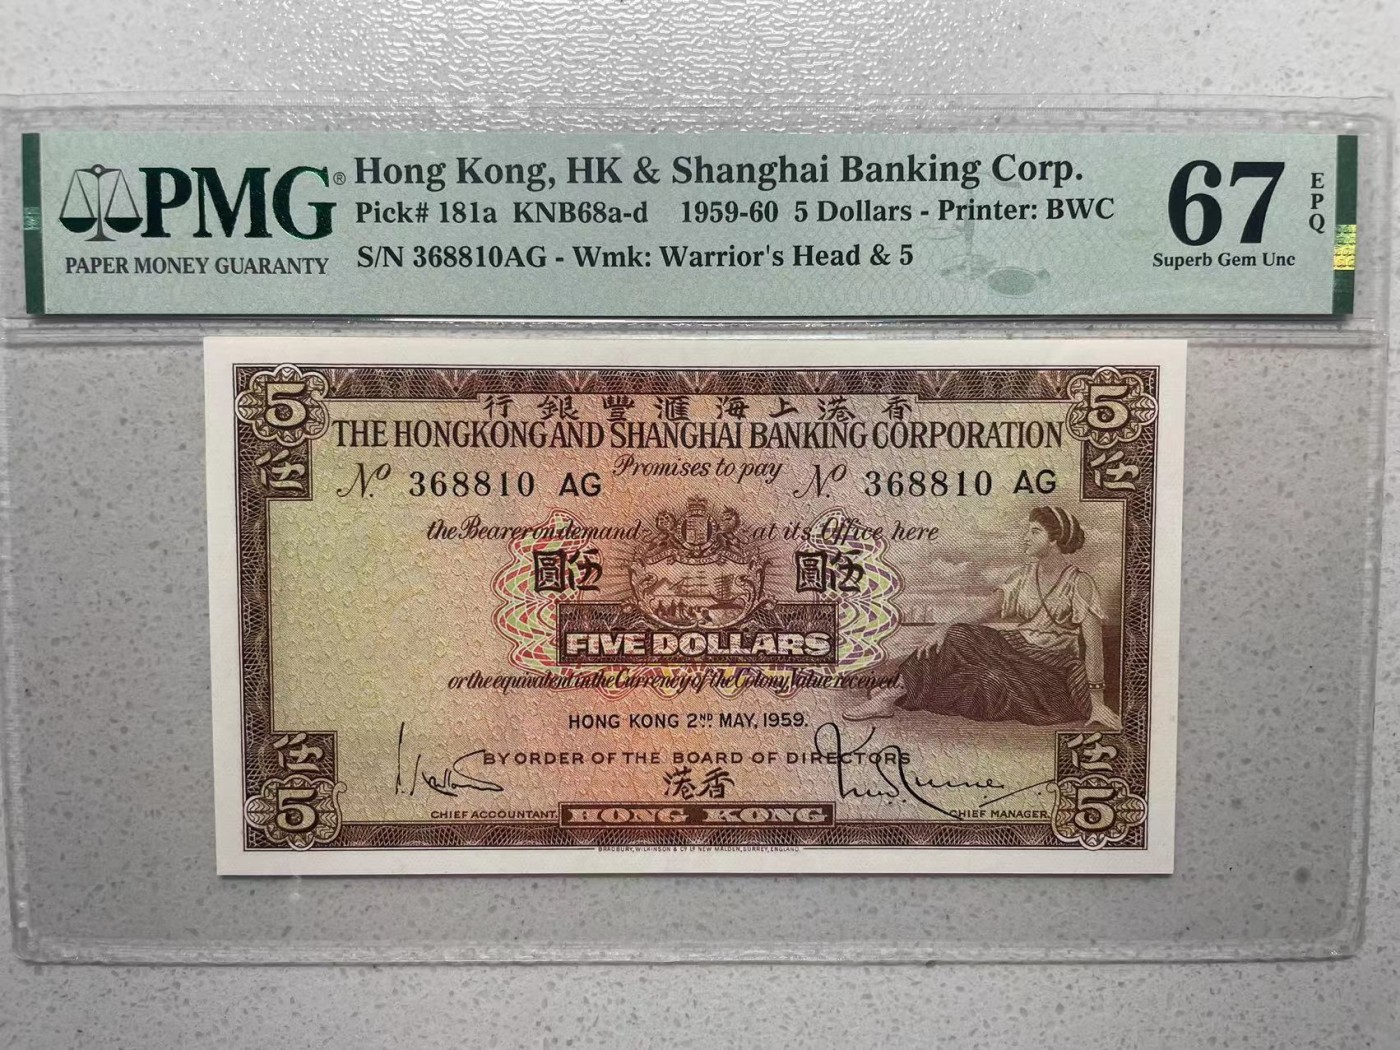 PMG®
PAPER MONEY GUARANTY
Hong Kong, HK & Shanghai Banking Corp.
Pick# 181a KNB68a-d 1959-60 5 Dollars - Printer: BWC
S/N 368810AG - Wmk: Warrior's Head & 5
67
EPQ
Superb Gem Unc
5 5
行銀豐滙海上港香
THE HONGKONG AND SHANGHAI BANKING CORPORATION
伍 伍
Promises to pay
No. 368810 AG No. 368810 AG
the Bearer on demand at its Office here
圓伍 圓伍
FIVE DOLLARS
or the equivalent in the Currency of the Colony, Value received.
HONG KONG 2ND. MAY, 1959.
伍 伍
BY ORDER OF THE BOARD OF DIRECTORS
港香
5 5
CHIEF ACCOUNTANT. HONG KONG CHIEF MANAGER.
BRADBURY, WILKINSON & Co. Ld. NEW MALDEN, SURREY, ENGLAND.